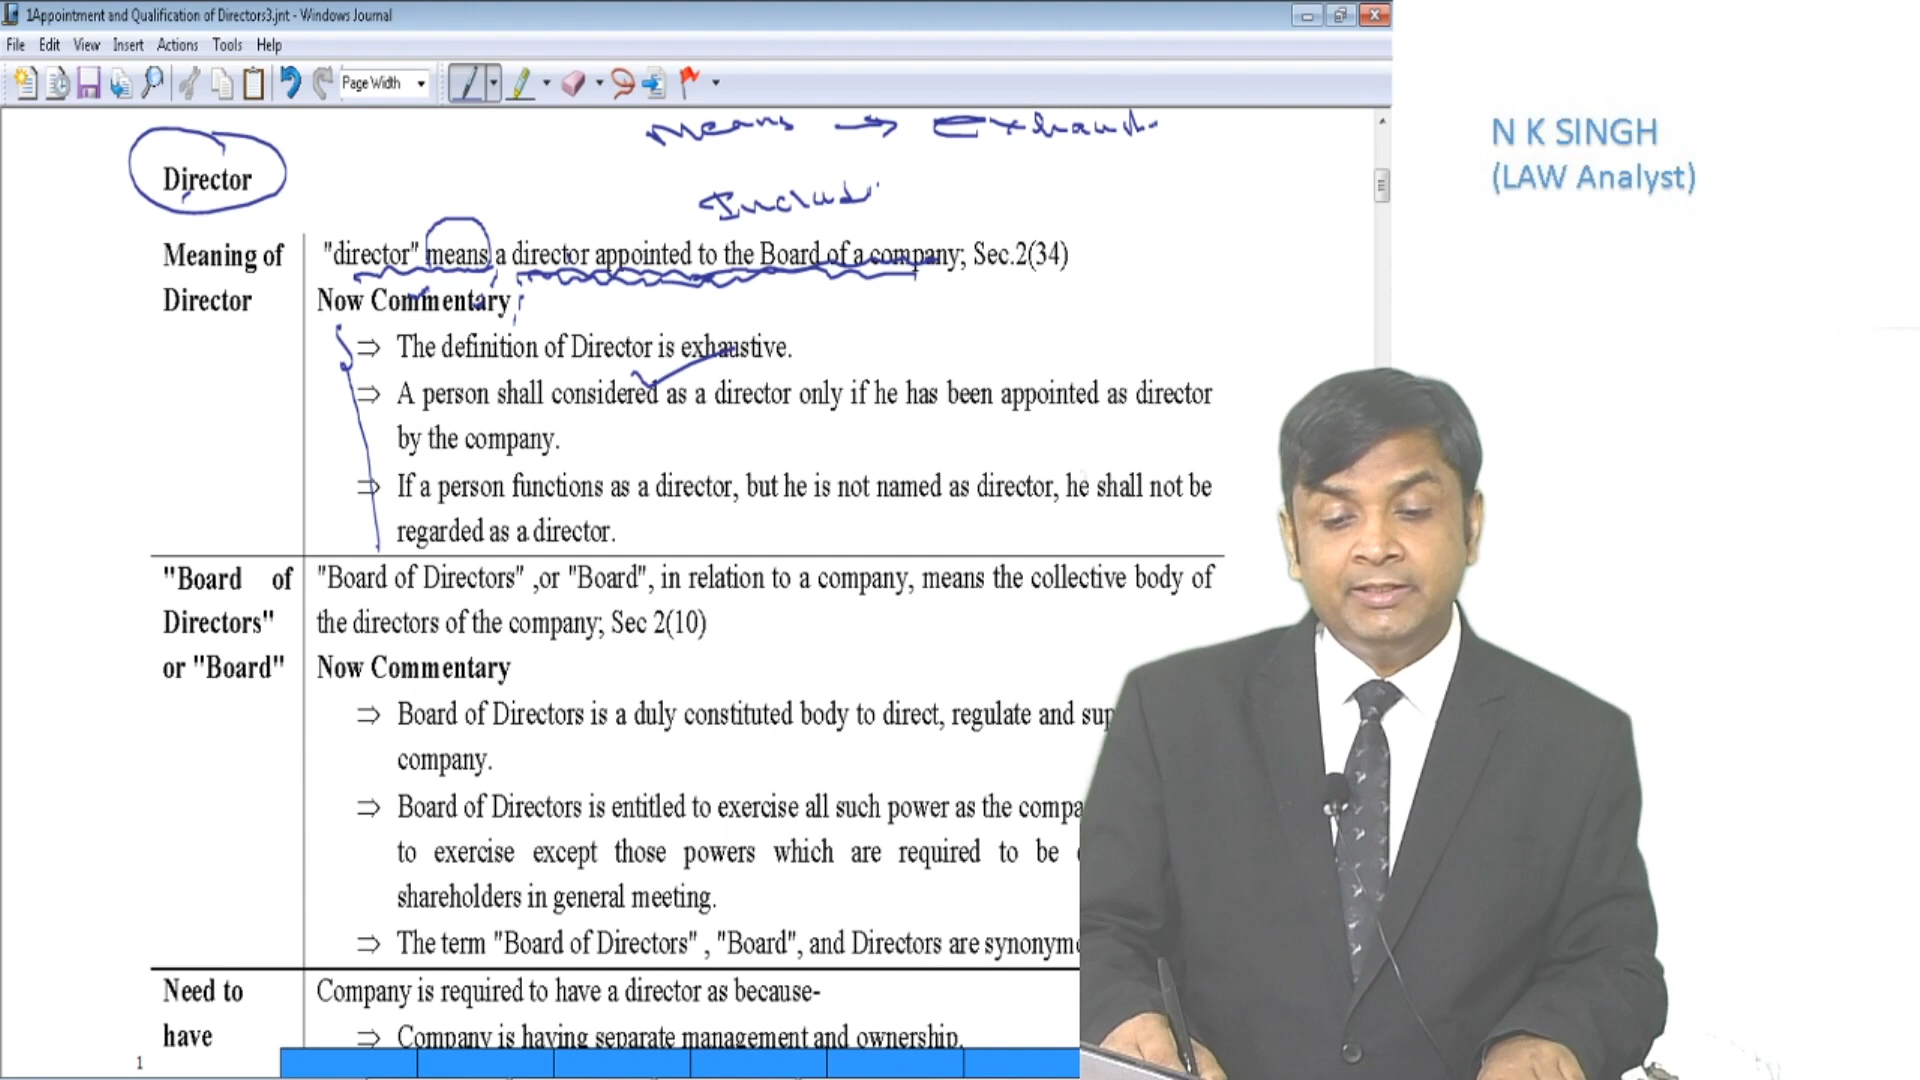 1Appointment and Qualification of Directors3.jnt - Windows Journal
File Edit View Insert Actions Tools Help
Page Width
N K SINGH
(LAW Analyst)
Means → Exhaust
Includ
Director
Meaning of Director
"director" means a director appointed to the Board of a company; Sec.2(34)
Now Commentary
⇒ The definition of Director is exhaustive.
⇒ A person shall considered as a director only if he has been appointed as director
by the company.
⇒ If a person functions as a director, but he is not named as director, he shall not be
regarded as a director.
"Board of Directors" or "Board"
"Board of Directors" ,or "Board", in relation to a company, means the collective body of
the directors of the company; Sec 2(10)
Now Commentary
⇒ Board of Directors is a duly constituted body to direct, regulate and
company.
⇒ Board of Directors is entitled to exercise all such power as the
to exercise except those powers which are required to be
shareholders in general meeting.
⇒ The term "Board of Directors" , "Board", and Directors are
Need to have
Company is required to have a director as because-
⇒ Company is having separate management and ownership.
1